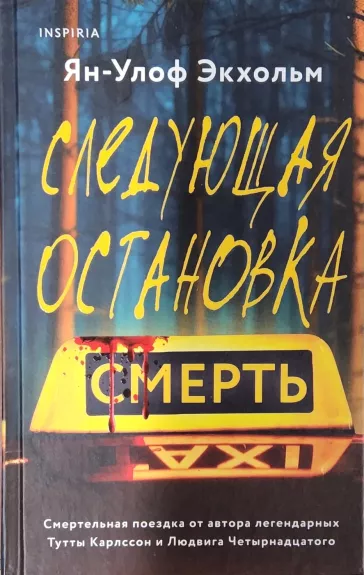 INSPIRIA
Ян-Улоф Экхольм
СЛЕДУЮЩАЯ
ОСТАНОВКА
СМЕРТЬ
TAXI
Смертельная поездка от автора легендарных
Тутты Карлссон и Людвига Четырнадцатого